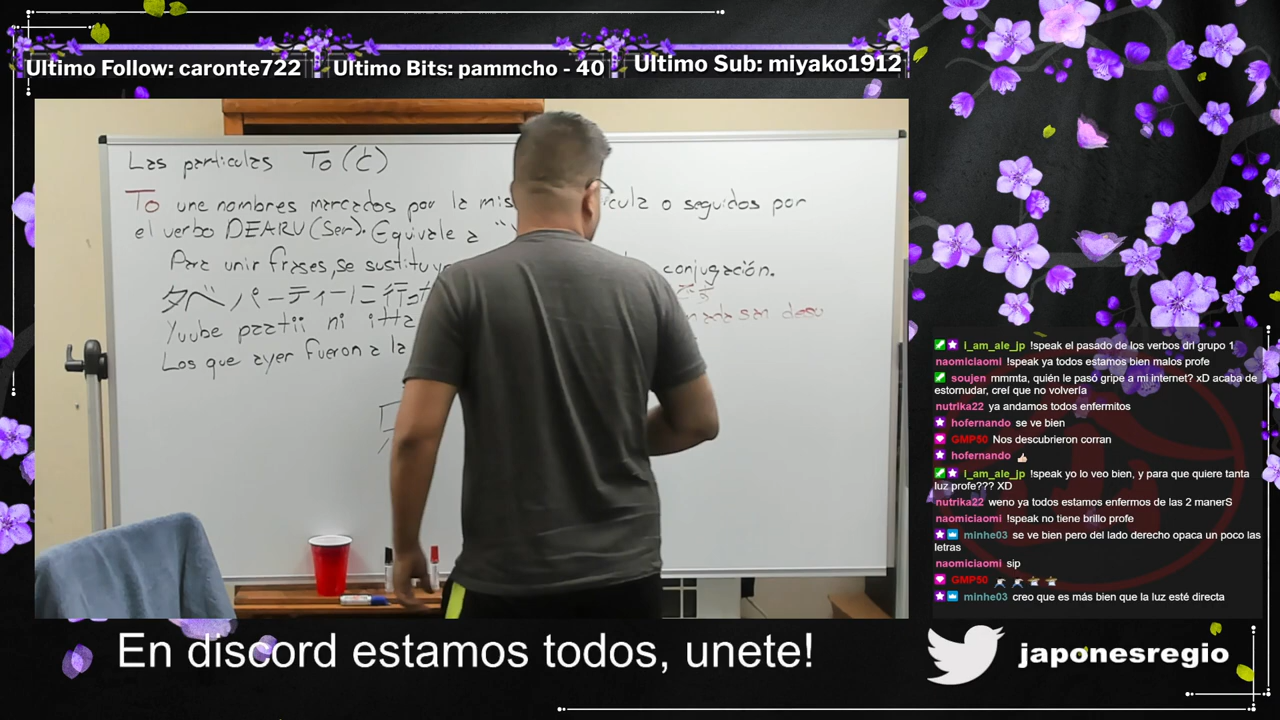 Ultimo Follow: caronte722
Ultimo Bits: pammcho - 40
Ultimo Sub: miyako1912
Las particulas To (と)
To une nombres marcados por la o seguidos por
el verbo DEARU (Ser). Equivale a
Para unir frases, se conjugación.
夕べ パーティーに行
Yuube paatii ni itta
Los que ayer fueron a la
i_am_ale_jp !speak el pasado de los verbos drl grupo 1
naomiciaomi !speak ya todos estamos bien malos profe
soujen mmmta, quién le pasó gripe a mi internet? xD acaba de
estornudar, creí que no volvería
nutrika22 ya andamos todos enfermitos
hofernando se ve bien
GMP50 Nos descubrieron corran
hofernando 👍🏻
i_am_ale_jp !speak yo lo veo bien, y para que quiere tanta
luz profe??? XD
nutrika22 weno ya todos estamos enfermos de las 2 manerS
naomiciaomi !speak no tiene brillo profe
minhe03 se ve bien pero del lado derecho opaca un poco las
letras
naomiciaomi sip
GMP50
minhe03 creo que es más bien que la luz esté directa
En discord estamos todos, unete!
japonesregio